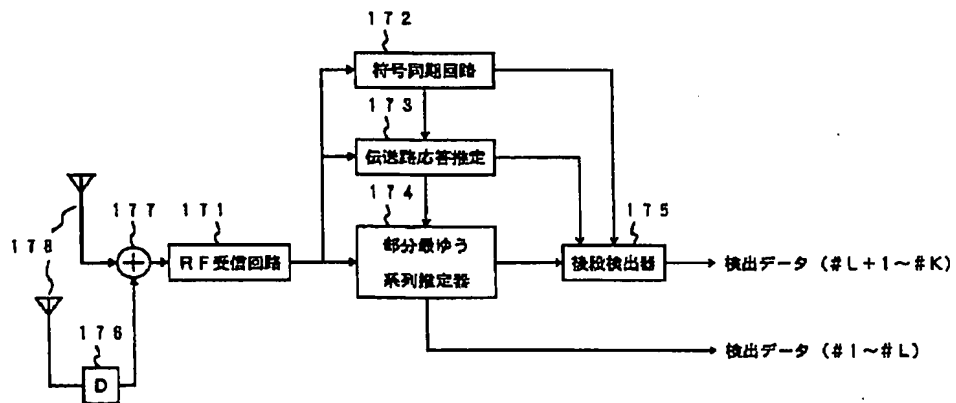 172
符号同期回路
173
伝送路応答推定
174
177
171
175
178
RF受信回路
部分最ゆう
系列推定器
後段検出器
検出データ（#L+1〜#K）
176
D
検出データ（#1〜#L）